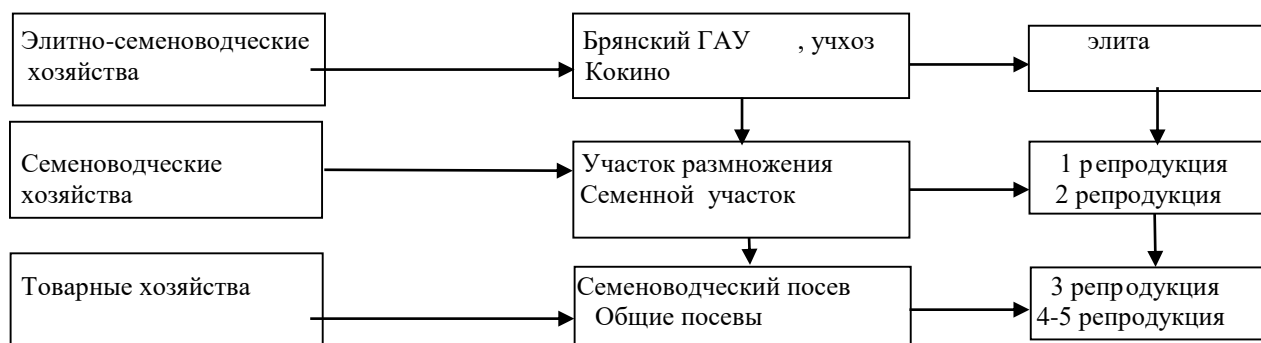 Элитно-семеноводческие
хозяйства
Брянский ГАУ , учхоз
Кокино
элита
Семеноводческие
хозяйства
Участок размножения
Семенной участок
1 репродукция
2 репродукция
Товарные хозяйства
Семеноводческий посев
Общие посевы
3 репродукция
4-5 репродукция